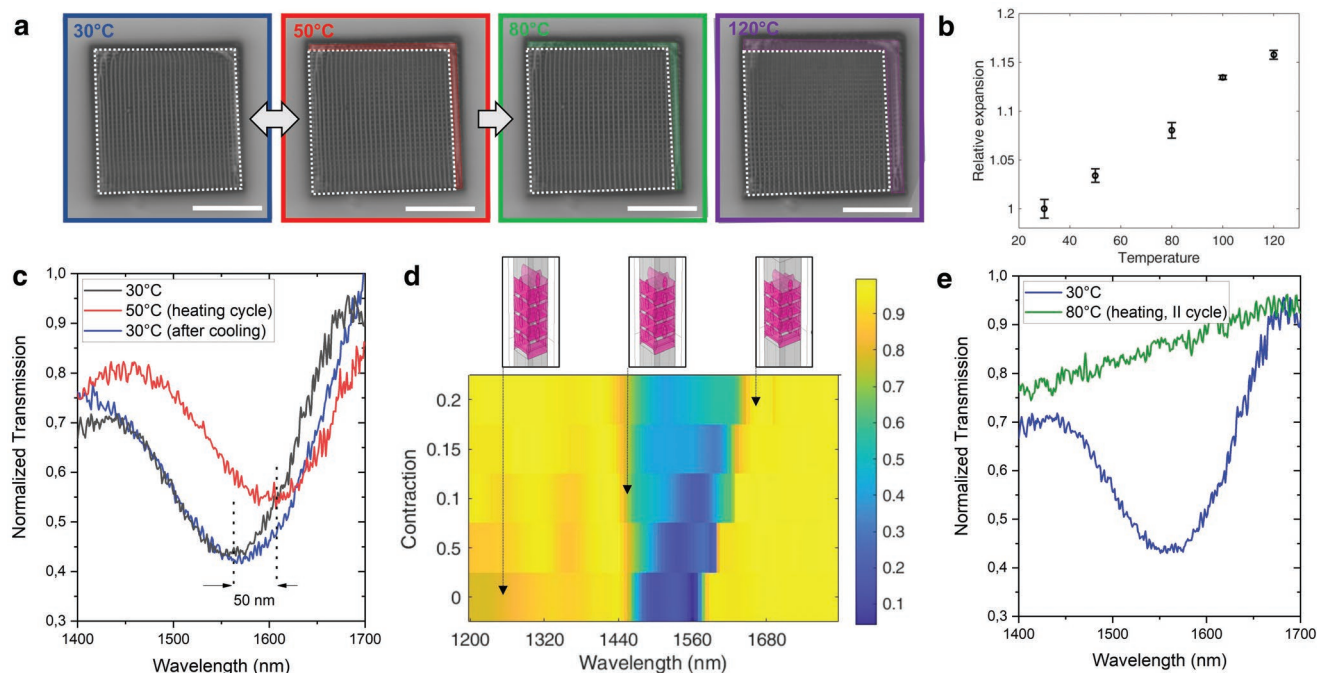 a
30°C
50°C
80°C
120°C
b
Relative expansion
1.15
1.1
1.05
1
20
40
60
80
100
120
Temperature
c
Normalized Transmission
1,0
0,9
0,8
0,7
0,6
0,5
0,4
0,3
30°C
50°C (heating cycle)
30°C (after cooling)
50 nm
1400
1500
1600
1700
Wavelength (nm)
d
Contraction
0.2
0.15
0.1
0.5
0
1200
1320
1440
1560
1680
Wavelength (nm)
0.9
0.8
0.7
0.6
0.5
0.4
0.3
0.2
0.1
e
Normalized Transmission
1,0
0,9
0,8
0,7
0,6
0,5
0,4
0,3
30°C
80°C (heating, II cycle)
1400
1500
1600
1700
Wavelength (nm)